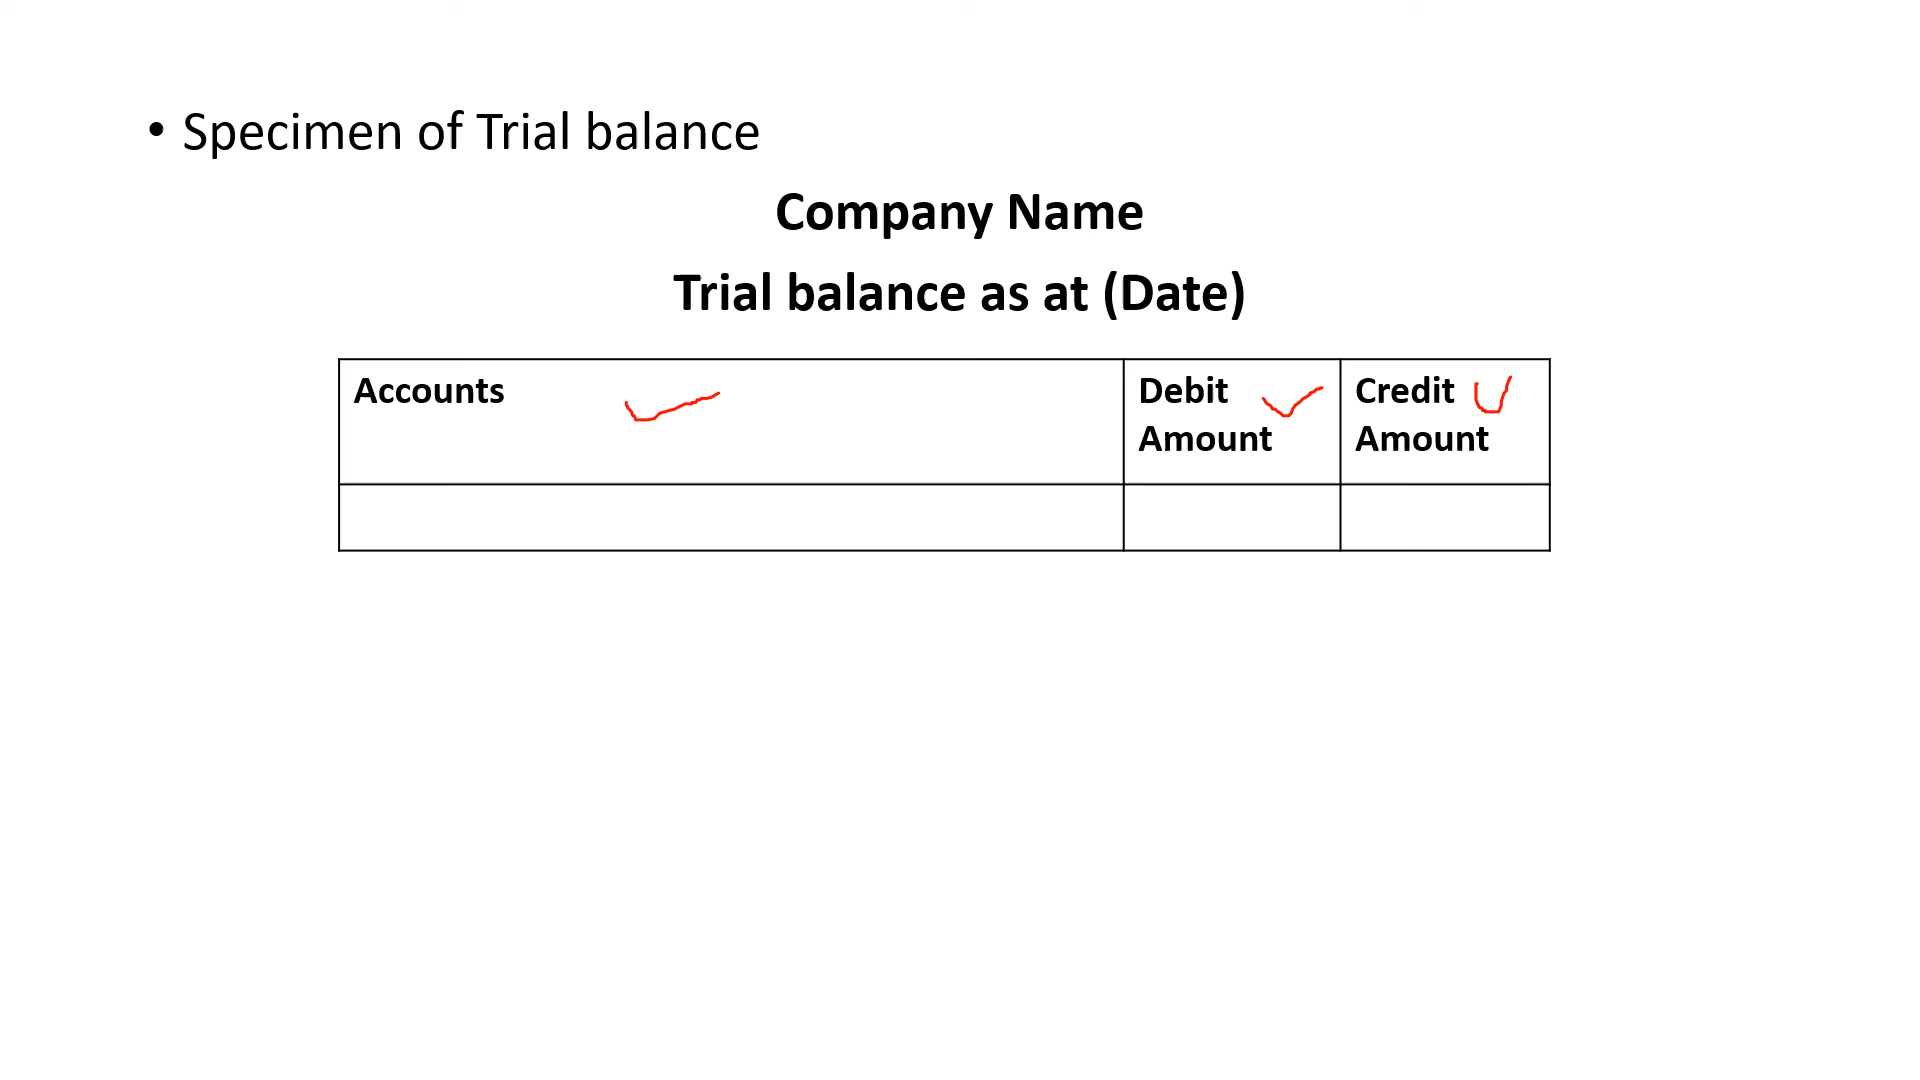 • Specimen of Trial balance
Company Name
Trial balance as at (Date)
Accounts
Debit
Amount
Credit
Amount